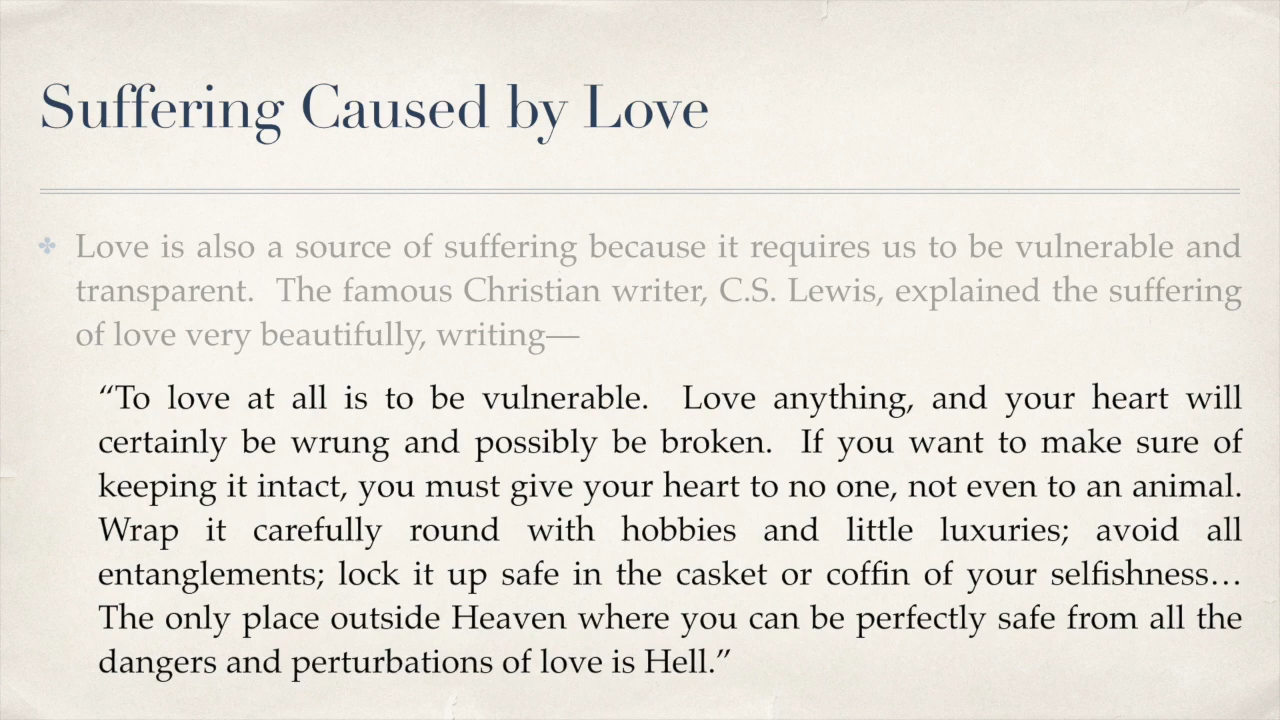 Suffering Caused by Love
Love is also a source of suffering because it requires us to be vulnerable and
transparent.  The famous Christian writer, C.S. Lewis, explained the suffering
of love very beautifully, writing—
“To love at all is to be vulnerable.  Love anything, and your heart will
certainly be wrung and possibly be broken.  If you want to make sure of
keeping it intact, you must give your heart to no one, not even to an animal.
Wrap it carefully round with hobbies and little luxuries; avoid all
entanglements; lock it up safe in the casket or coffin of your selfishness…
The only place outside Heaven where you can be perfectly safe from all the
dangers and perturbations of love is Hell.”